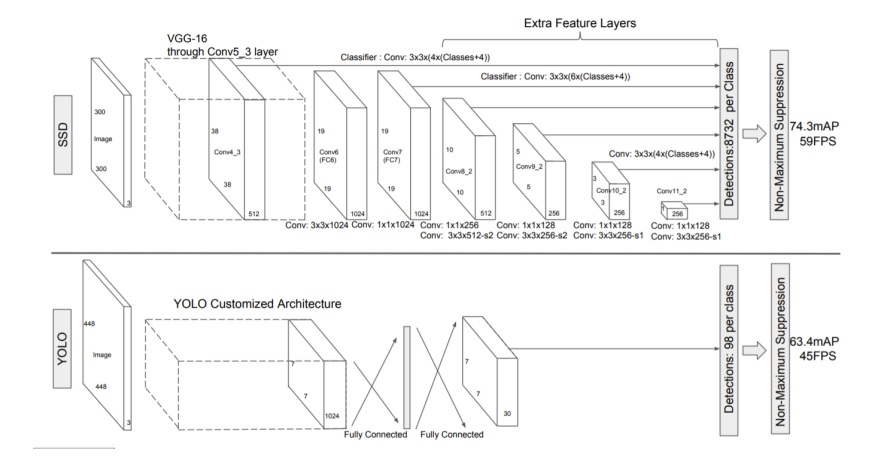 Extra Feature Layers
VGG-16
through Conv5_3 layer
Classifier : Conv: 3x3x(4x(Classes+4))
Classifier : Conv: 3x3x(6x(Classes+4))
Conv: 3x3x(4x(Classes+4))
SSD
300
Image
300
3
38
Conv4_3
38
512
19
Conv6
(FC6)
19
1024
19
Conv7
(FC7)
19
1024
10
Conv8_2
10
512
5
Conv9_2
5
256
3
Conv10_2
3
256
Conv11_2
1
256
Conv: 3x3x1024
Conv: 1x1x1024
Conv: 1x1x256
Conv: 3x3x512-s2
Conv: 1x1x128
Conv: 3x3x256-s2
Conv: 1x1x128
Conv: 3x3x256-s1
Conv: 1x1x128
Conv: 3x3x256-s1
Detections:8732 per Class
Non-Maximum Suppression
74.3mAP
59FPS
YOLO
448
Image
448
3
YOLO Customized Architecture
7
7
1024
Fully Connected
Fully Connected
7
7
30
Detections: 98 per class
Non-Maximum Suppression
63.4mAP
45FPS